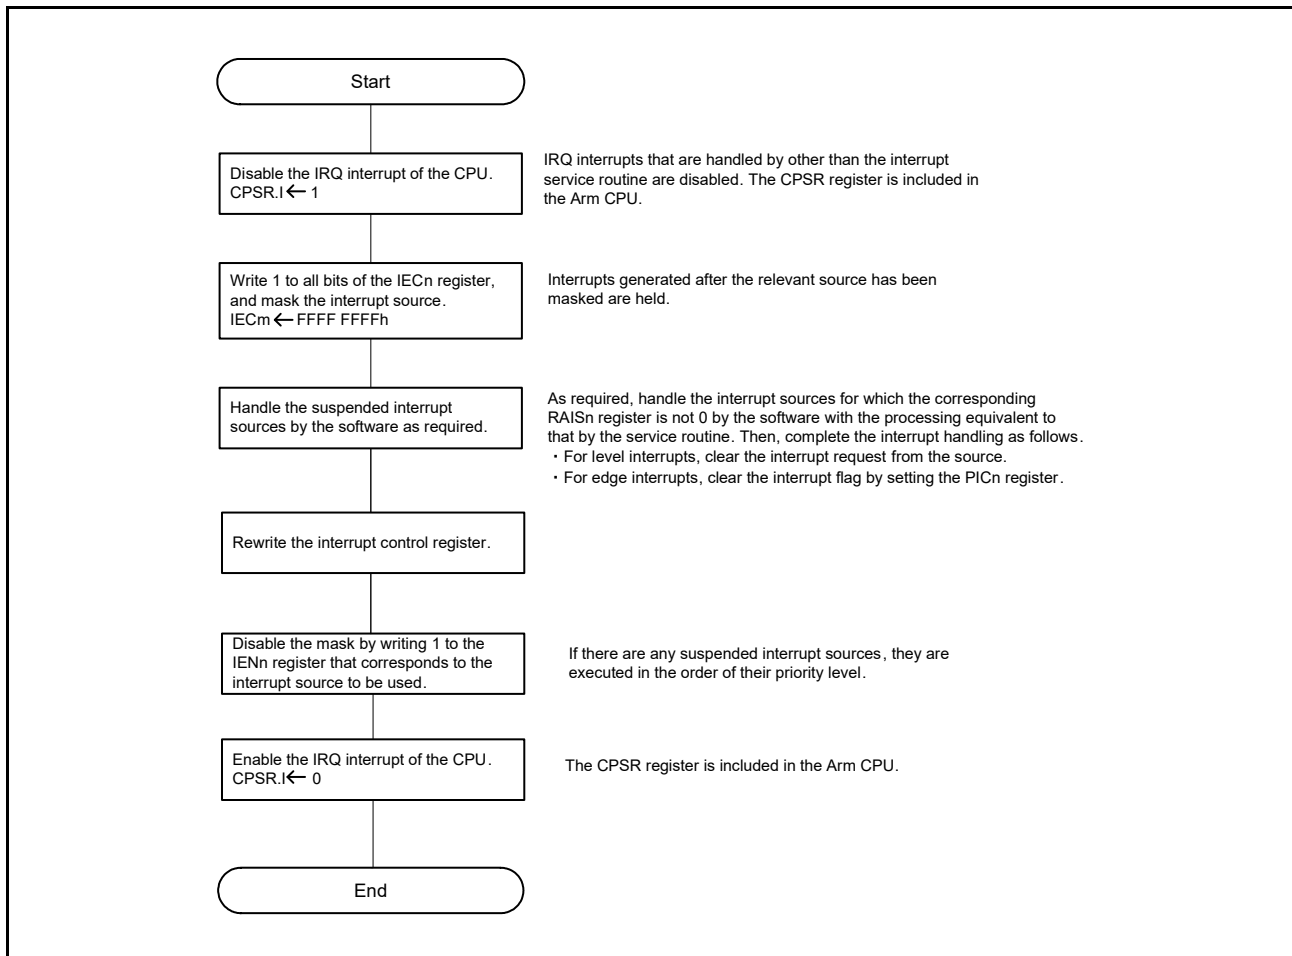 Start
Disable the IRQ interrupt of the CPU.
CPSR.I← 1
IRQ interrupts that are handled by other than the interrupt
service routine are disabled. The CPSR register is included in
the Arm CPU.
Write 1 to all bits of the IECn register,
and mask the interrupt source.
IECm←FFFF FFFFh
Interrupts generated after the relevant source has been
masked are held.
Handle the suspended interrupt
sources by the software as required.
As required, handle the interrupt sources for which the corresponding
RAISn register is not 0 by the software with the processing equivalent to
that by the service routine. Then, complete the interrupt handling as follows.
・For level interrupts, clear the interrupt request from the source.
・For edge interrupts, clear the interrupt flag by setting the PICn register.
Rewrite the interrupt control register.
Disable the mask by writing 1 to the
IENn register that corresponds to the
interrupt source to be used.
If there are any suspended interrupt sources, they are
executed in the order of their priority level.
Enable the IRQ interrupt of the CPU.
CPSR.I← 0
The CPSR register is included in the Arm CPU.
End